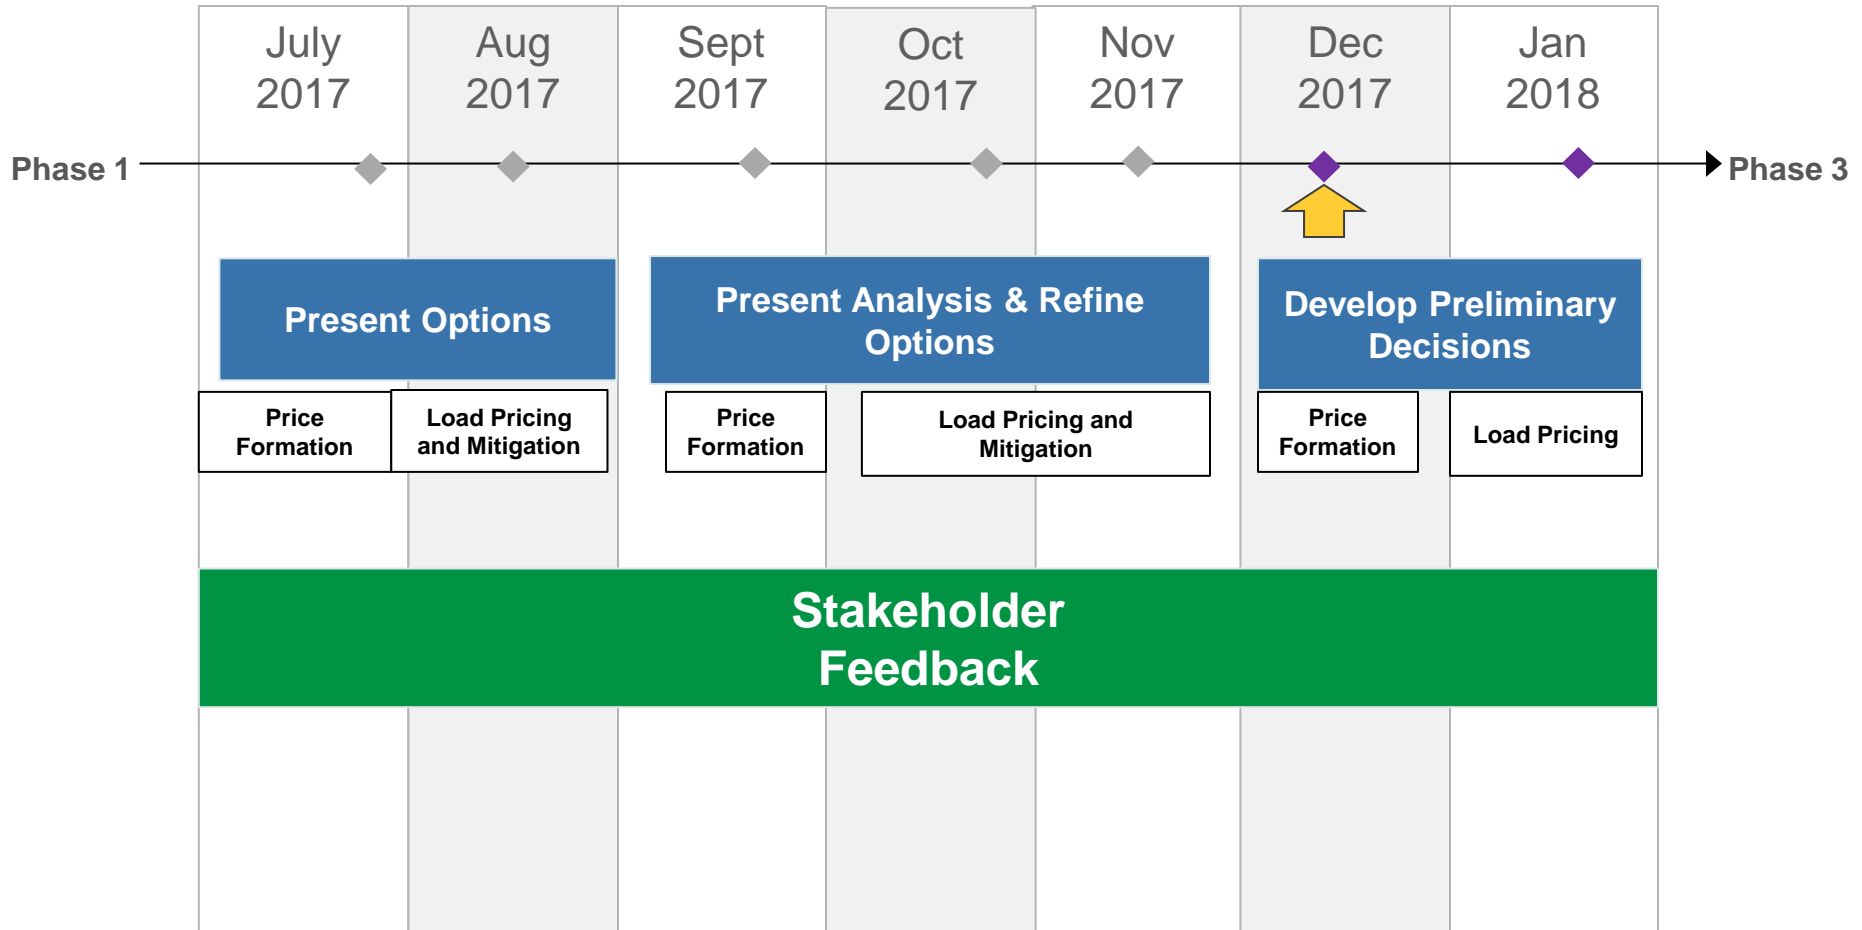 July
2017
Aug
2017
Sept
2017
Oct
2017
Nov
2017
Dec
2017
Jan
2018
Phase 1
Phase 3
Present Options
Present Analysis & Refine
Options
Develop Preliminary
Decisions
Price
Formation
Load Pricing
and Mitigation
Price
Formation
Load Pricing and
Mitigation
Price
Formation
Load Pricing
Stakeholder
Feedback